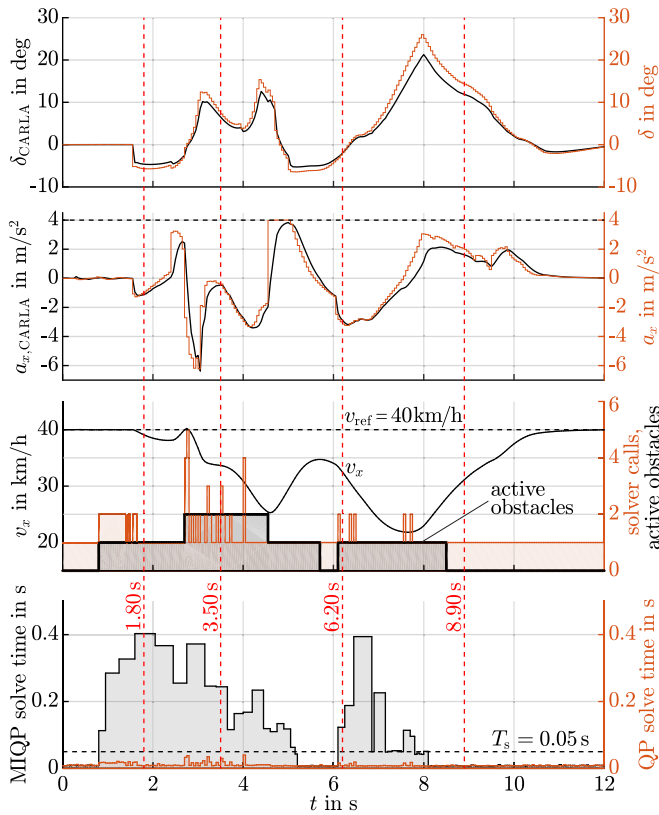 30
20
10
0
-10
δCARLA in deg
30
20
10
0
-10
δ in deg
4
2
0
-2
-4
-6
ax,CARLA in m/s²
4
2
0
-2
-4
-6
ax in m/s²
40
30
20
vx in km/h
vref = 40 km/h
vx
active
obstacles
6
4
2
0
solver calls,
active obstacles
1.80 s
3.50 s
6.20 s
8.90 s
0.4
0.2
0
MIQP solve time in s
Ts = 0.05 s
0.4
0.2
0
QP solve time in s
0
2
4
6
8
10
12
t in s